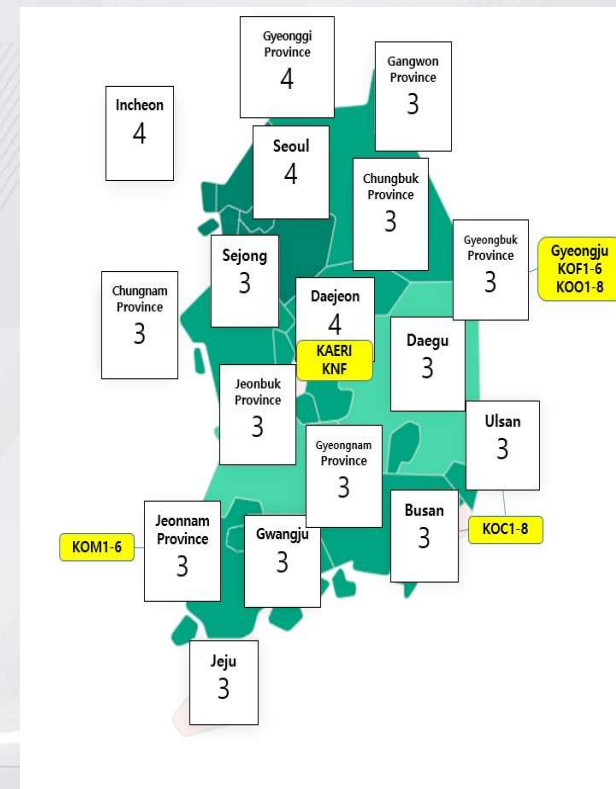 Gyeonggi
Province
4
Gangwon
Province
3
Incheon
4
Seoul
4
Chungbuk
Province
3
Sejong
3
Gyeongbuk
Province
3
Gyeongju
KOF1-6
KOO1-8
Chungnam
Province
3
Daejeon
4
KAERI
KNF
Daegu
3
Jeonbuk
Province
3
Gyeongnam
Province
3
Ulsan
3
KOM1-6
Jeonnam
Province
3
Gwangju
3
Busan
3
KOC1-8
Jeju
3